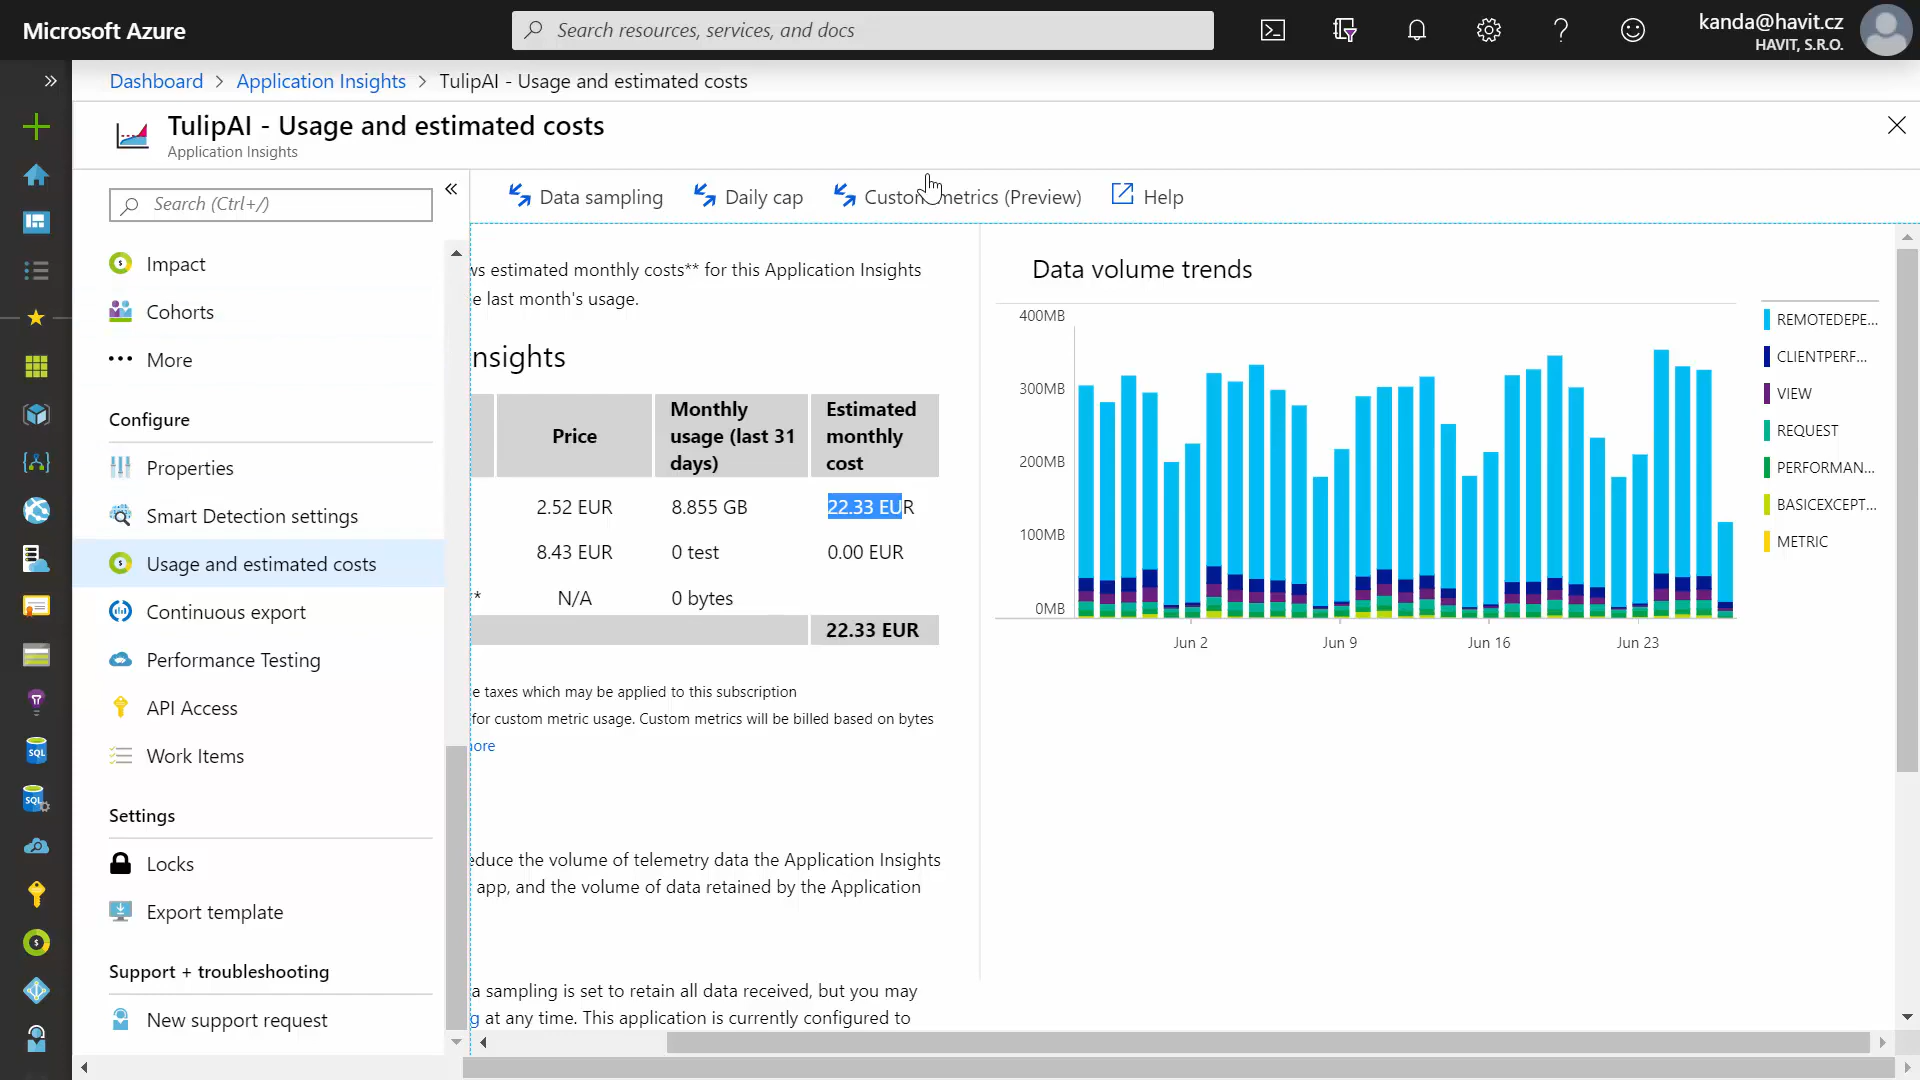 Microsoft Azure
Search resources, services, and docs
kanda@havit.cz
HAVIT, S.R.O.
Dashboard > Application Insights > TulipAI - Usage and estimated costs
TulipAI - Usage and estimated costs
Application Insights
Search (Ctrl+/)
Impact
Cohorts
More
Configure
Properties
Smart Detection settings
Usage and estimated costs
Continuous export
Performance Testing
API Access
Work Items
Settings
Locks
Export template
Support + troubleshooting
New support request
Data sampling
Daily cap
Custom metrics (Preview)
Help
ws estimated monthly costs** for this Application Insights
e last month's usage.
nsights
Price
Monthly usage (last 31 days)
Estimated monthly cost
2.52 EUR 8.855 GB 22.33 EUR
8.43 EUR 0 test 0.00 EUR
* N/A 0 bytes
22.33 EUR
e taxes which may be applied to this subscription
for custom metric usage. Custom metrics will be billed based on bytes
ore
educe the volume of telemetry data the Application Insights
app, and the volume of data retained by the Application
a sampling is set to retain all data received, but you may
g at any time. This application is currently configured to
Data volume trends
400MB
300MB
200MB
100MB
0MB
Jun 2 Jun 9 Jun 16 Jun 23
REMOTEDEPE...
CLIENTPERF...
VIEW
REQUEST
PERFORMAN...
BASICEXCEPT...
METRIC